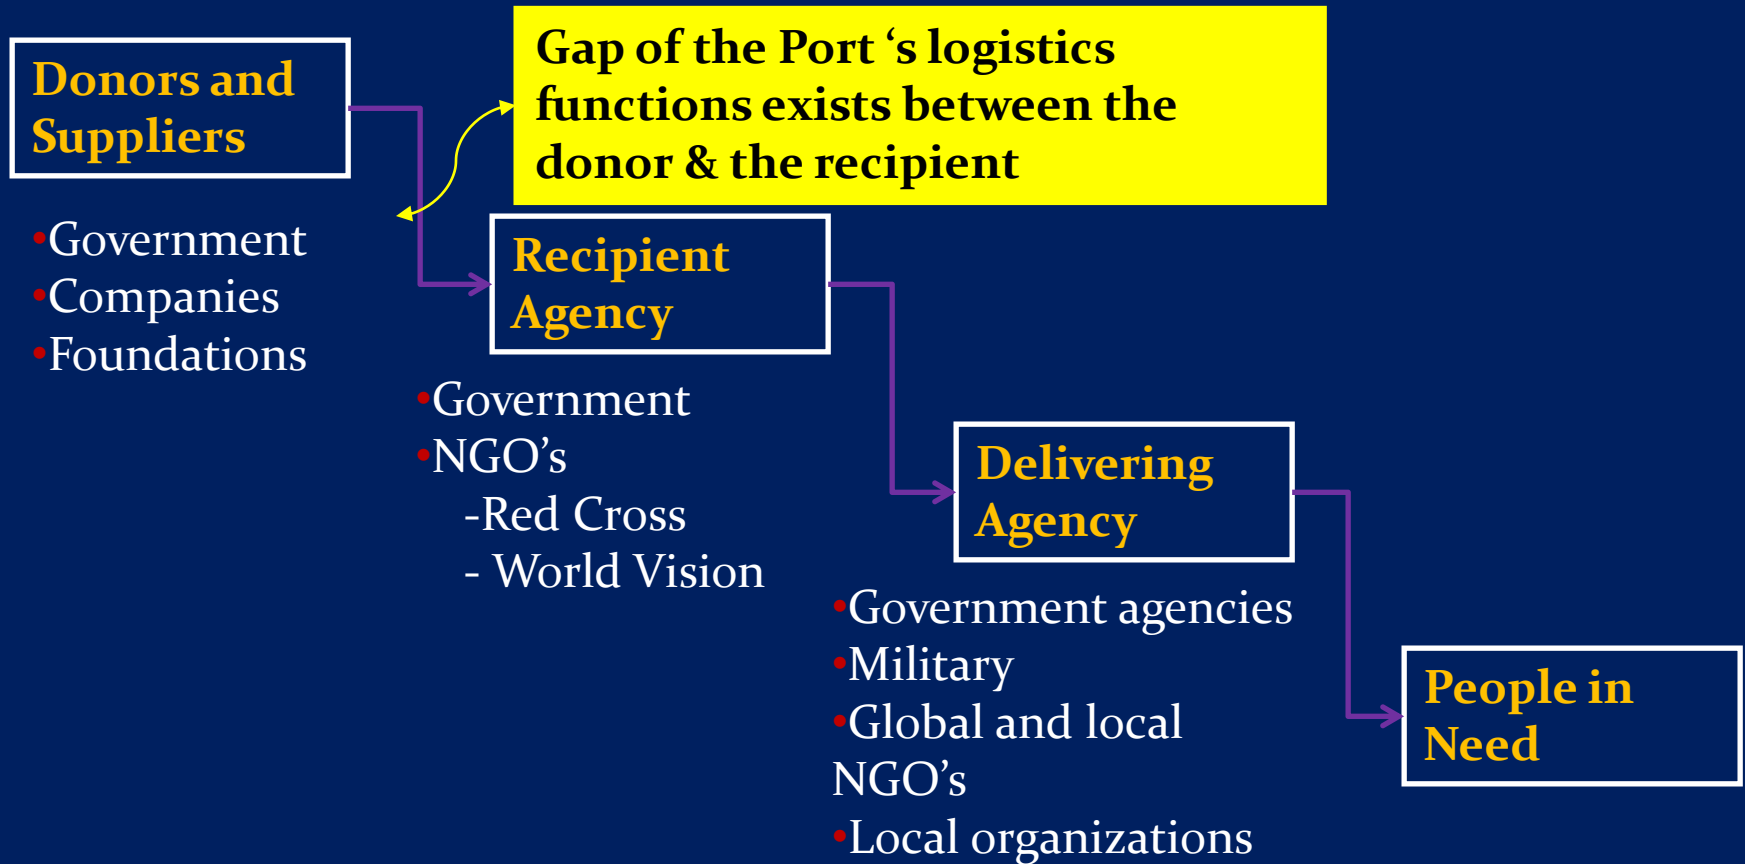 Donors and
Suppliers
Gap of the Port ‘s logistics
functions exists between the
donor & the recipient
•Government
•Companies
•Foundations
Recipient
Agency
•Government
•NGO’s
-Red Cross
- World Vision
Delivering
Agency
•Government agencies
•Military
•Global and local
NGO’s
•Local organizations
People in
Need